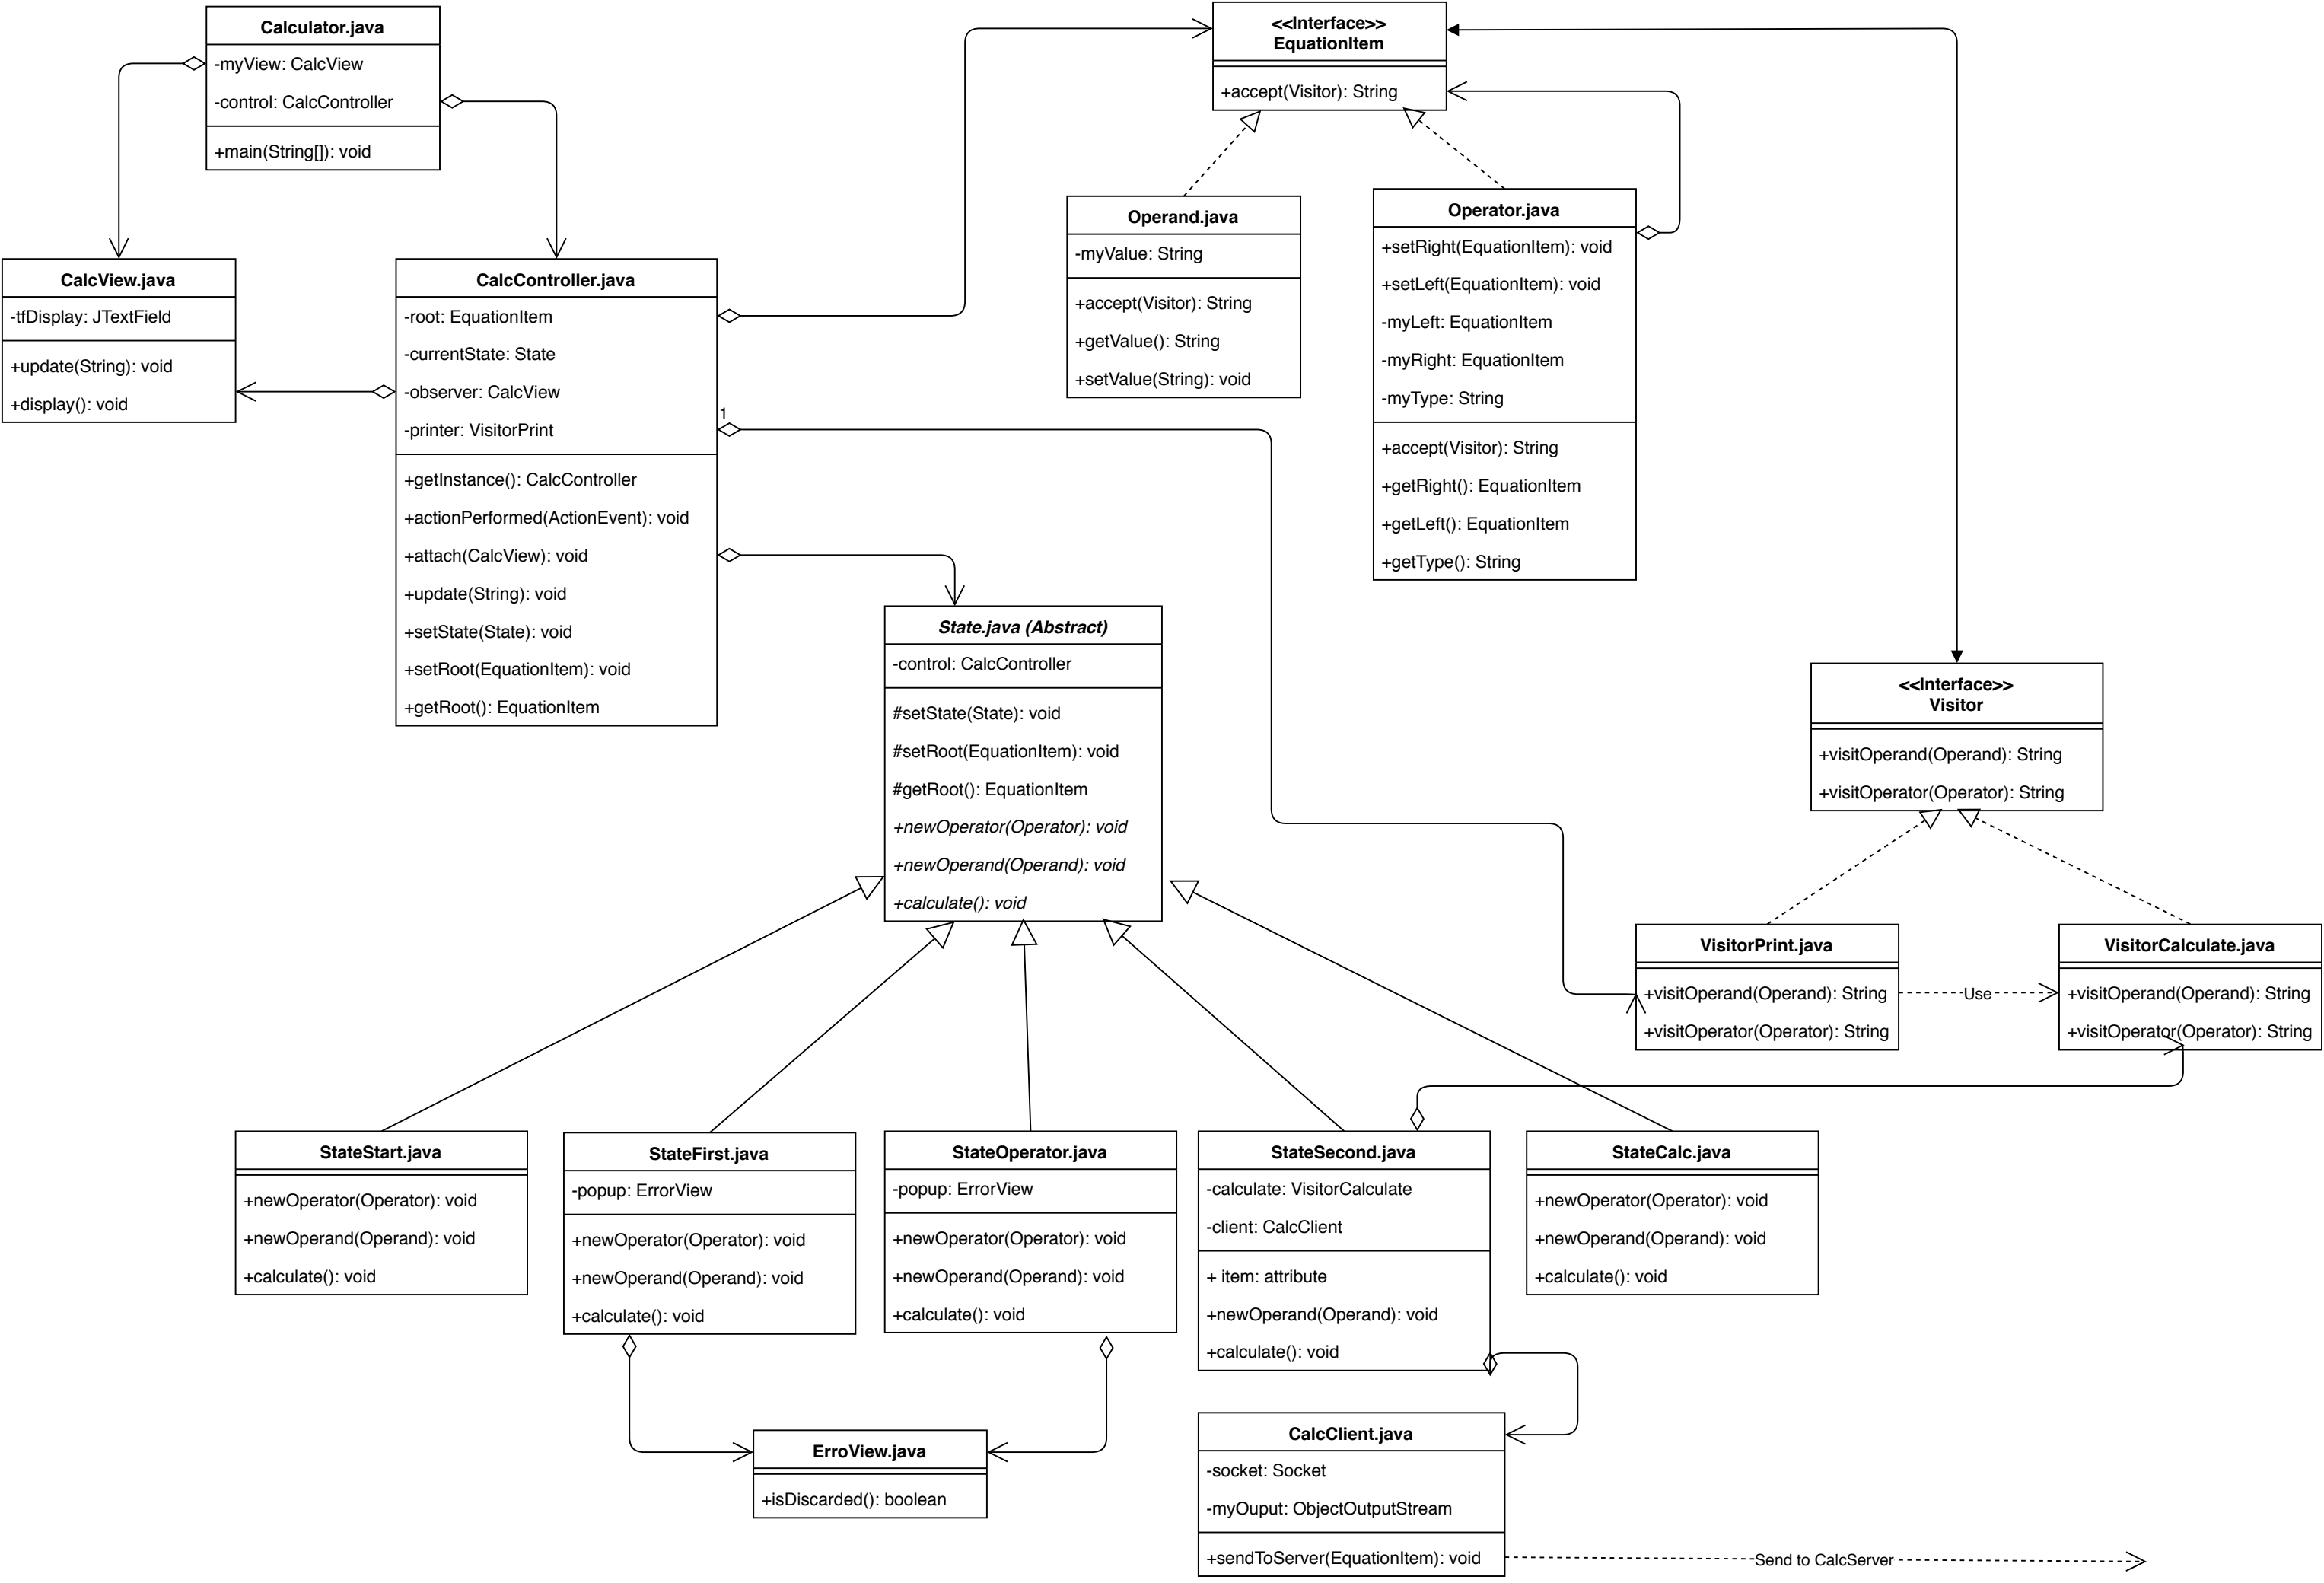 Calculator.java
-myView: CalcView
-control: CalcController
+main(String[]): void
<<Interface>>
EquationItem
+accept(Visitor): String
Operand.java
-myValue: String
+accept(Visitor): String
+getValue(): String
+setValue(String): void
Operator.java
+setRight(EquationItem): void
+setLeft(EquationItem): void
-myLeft: EquationItem
-myRight: EquationItem
-myType: String
+accept(Visitor): String
+getRight(): EquationItem
+getLeft(): EquationItem
+getType(): String
CalcView.java
-tfDisplay: JTextField
+update(String): void
+display(): void
CalcController.java
-root: EquationItem
-currentState: State
-observer: CalcView
-printer: VisitorPrint
1
+getInstance(): CalcController
+actionPerformed(ActionEvent): void
+attach(CalcView): void
+update(String): void
+setState(State): void
+setRoot(EquationItem): void
+getRoot(): EquationItem
State.java (Abstract)
-control: CalcController
#setState(State): void
#setRoot(EquationItem): void
#getRoot(): EquationItem
+newOperator(Operator): void
+newOperand(Operand): void
+calculate(): void
<<Interface>>
Visitor
+visitOperand(Operand): String
+visitOperator(Operator): String
VisitorPrint.java
+visitOperand(Operand): String
+visitOperator(Operator): String
Use
VisitorCalculate.java
+visitOperand(Operand): String
+visitOperator(Operator): String
StateStart.java
+newOperator(Operator): void
+newOperand(Operand): void
+calculate(): void
StateFirst.java
-popup: ErrorView
+newOperator(Operator): void
+newOperand(Operand): void
+calculate(): void
StateOperator.java
-popup: ErrorView
+newOperator(Operator): void
+newOperand(Operand): void
+calculate(): void
StateSecond.java
-calculate: VisitorCalculate
-client: CalcClient
+ item: attribute
+newOperand(Operand): void
+calculate(): void
StateCalc.java
+newOperator(Operator): void
+newOperand(Operand): void
+calculate(): void
ErroView.java
+isDiscarded(): boolean
CalcClient.java
-socket: Socket
-myOuput: ObjectOutputStream
+sendToServer(EquationItem): void
Send to CalcServer